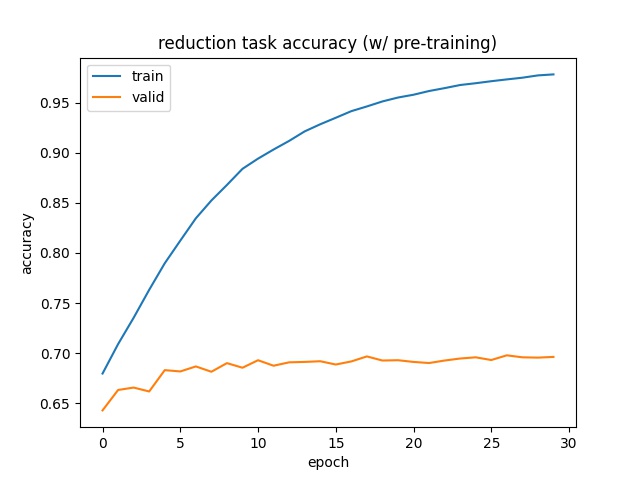 reduction task accuracy (w/ pre-training)
train
valid
accuracy
0.95
0.90
0.85
0.80
0.75
0.70
0.65
0 5 10 15 20 25 30
epoch